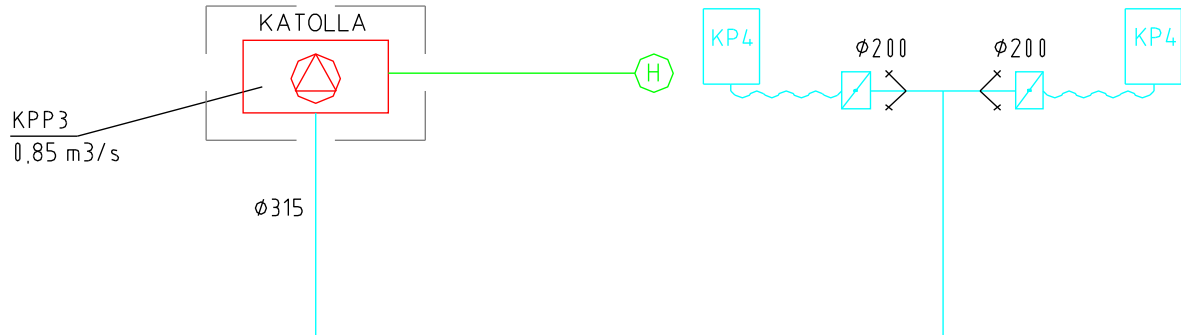 KATOLLA
KPP3
0,85 m3/s
H
ø315
KP4
ø200
ø200
KP4